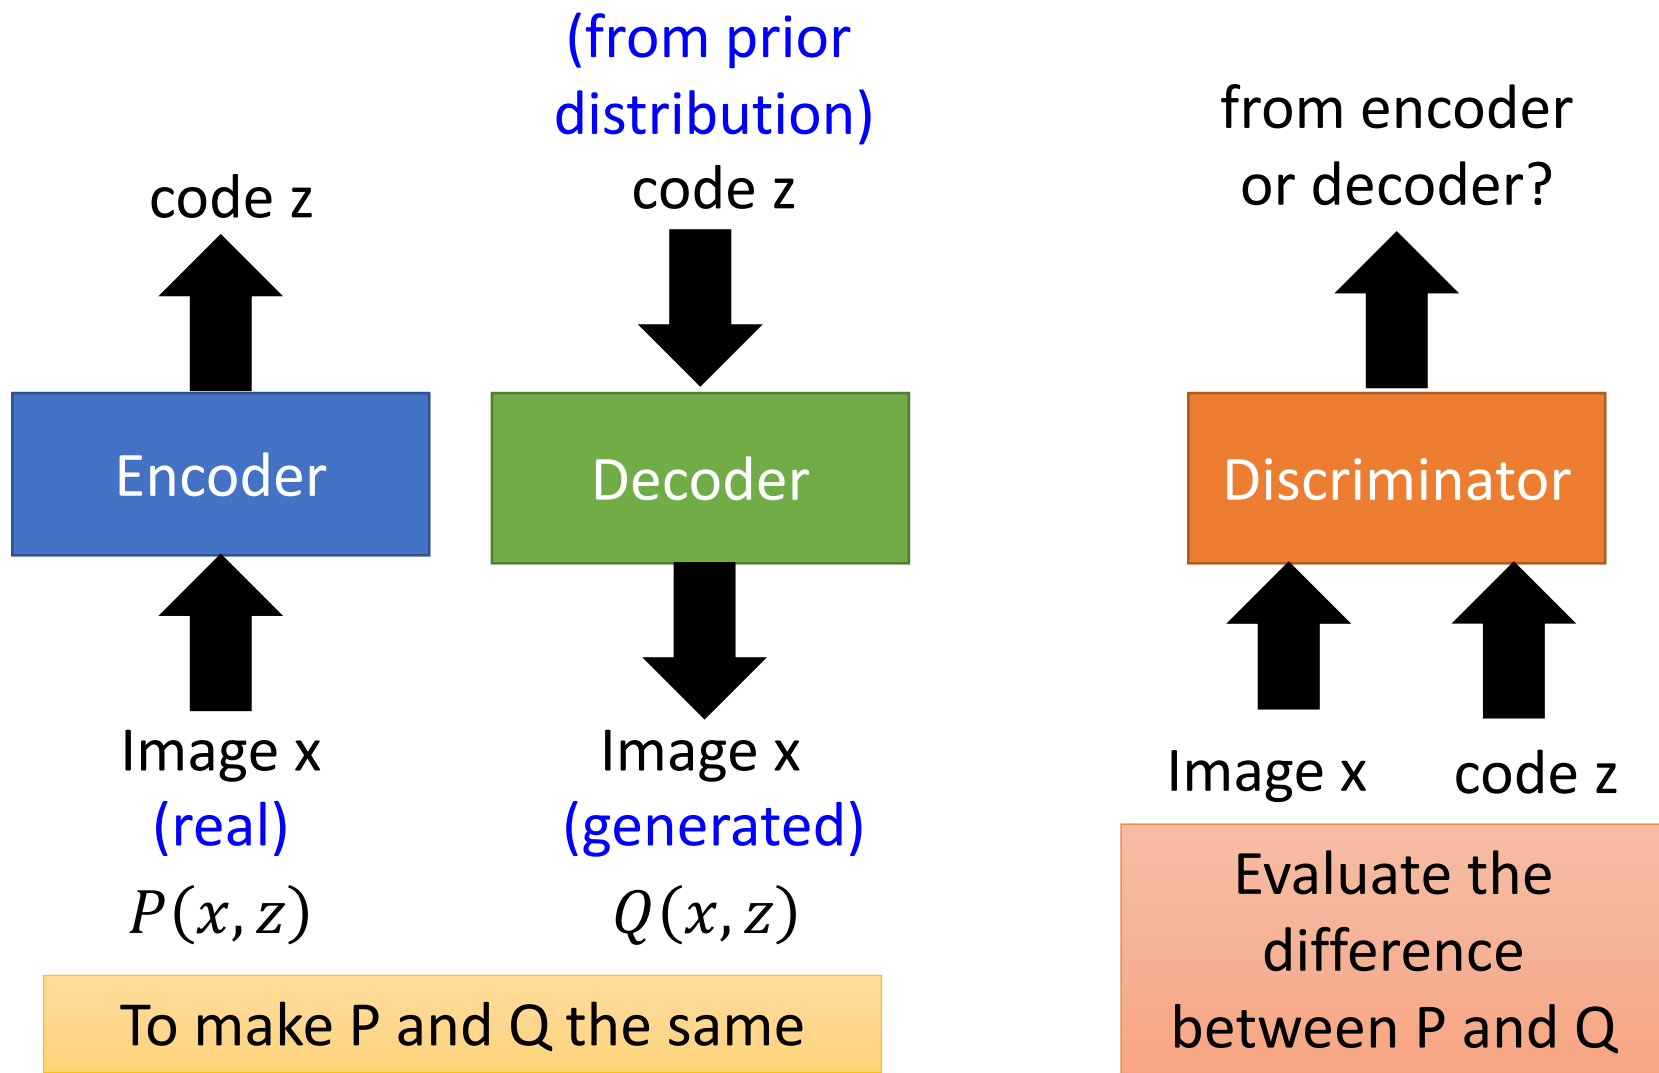 code z
Encoder
Image x
(real)
P(x, z)
(from prior
distribution)
code z
Decoder
Image x
(generated)
Q(x, z)
To make P and Q the same
from encoder
or decoder?
Discriminator
Image x
code z
Evaluate the
difference
between P and Q